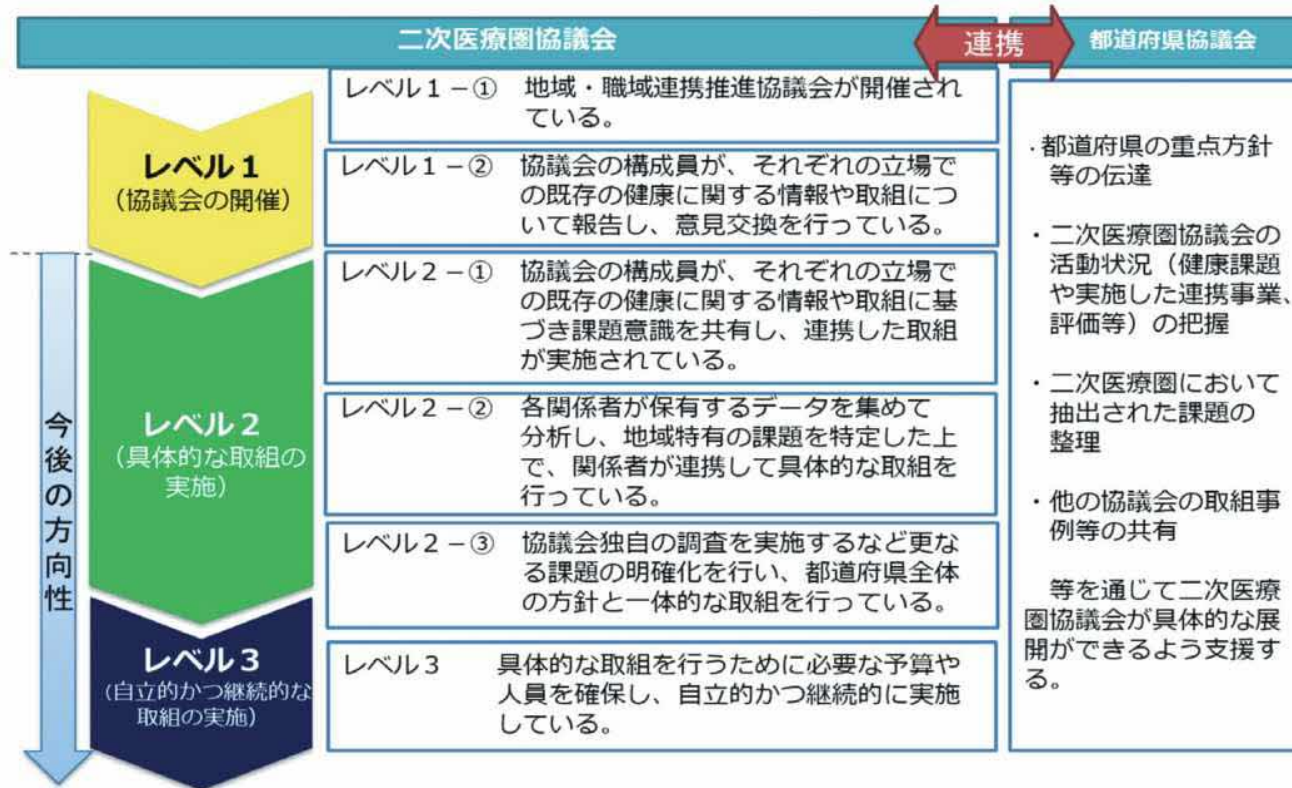 二次医療圏協議会
連携
都道府県協議会
レベル１
（協議会の開催）
レベル１－① 地域・職域連携推進協議会が開催され
ている。
レベル１－② 協議会の構成員が、それぞれの立場で
の既存の健康に関する情報や取組につ
いて報告し、意見交換を行っている。
今後の方向性
レベル２
（具体的な取組の
実施）
レベル２－① 協議会の構成員が、それぞれの立場で
の既存の健康に関する情報や取組に基
づき課題意識を共有し、連携した取組
が実施されている。
レベル２－② 各関係者が保有するデータを集めて
分析し、地域特有の課題を特定した上
で、関係者が連携して具体的な取組を
行っている。
レベル２－③ 協議会独自の調査を実施するなど更な
る課題の明確化を行い、都道府県全体
の方針と一体的な取組を行っている。
レベル３
（自立的かつ継続的な
取組の実施）
レベル３ 具体的な取組を行うために必要な予算や
人員を確保し、自立的かつ継続的に実施
している。
・都道府県の重点方針
等の伝達
・二次医療圏協議会の
活動状況（健康課題
や実施した連携事業、
評価等）の把握
・二次医療圏において
抽出された課題の
整理
・他の協議会の取組事
例等の共有
等を通じて二次医療
圏協議会が具体的な展
開ができるよう支援す
る。